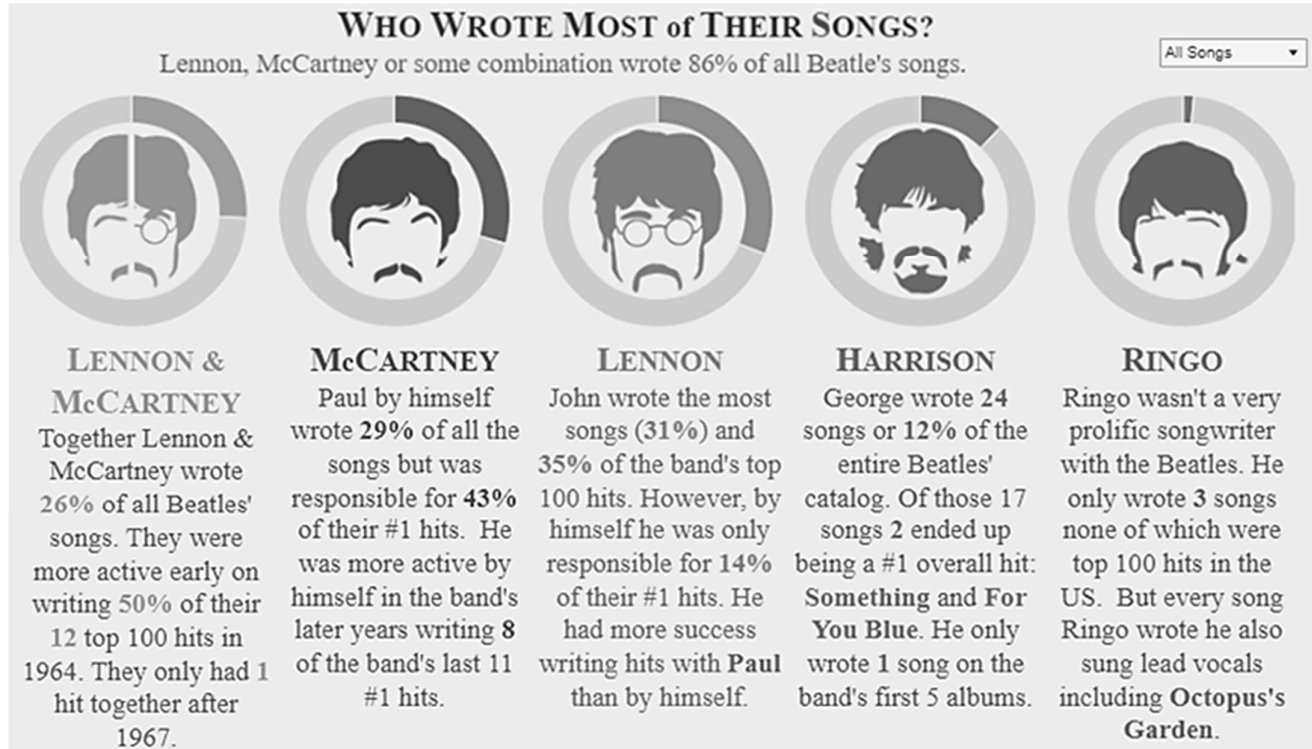 WHO WROTE MOST of THEIR SONGS?
Lennon, McCartney or some combination wrote 86% of all Beatle's songs.
All Songs
LENNON &
McCARTNEY
Together Lennon &
McCartney wrote
26% of all Beatles'
songs. They were
more active early on
writing 50% of their
12 top 100 hits in
1964. They only had 1
hit together after
1967.
McCARTNEY
Paul by himself
wrote 29% of all the
songs but was
responsible for 43%
of their #1 hits.  He
was more active by
himself in the band's
later years writing 8
of the band's last 11
#1 hits.
LENNON
John wrote the most
songs (31%) and
35% of the band's top
100 hits. However, by
himself he was only
responsible for 14%
of their #1 hits. He
had more success
writing hits with Paul
than by himself.
HARRISON
George wrote 24
songs or 12% of the
entire Beatles'
catalog. Of those 17
songs 2 ended up
being a #1 overall hit:
Something and For
You Blue. He only
wrote 1 song on the
band's first 5 albums.
RINGO
Ringo wasn't a very
prolific songwriter
with the Beatles. He
only wrote 3 songs
none of which were
top 100 hits in the
US.  But every song
Ringo wrote he also
sung lead vocals
including Octopus's
Garden.